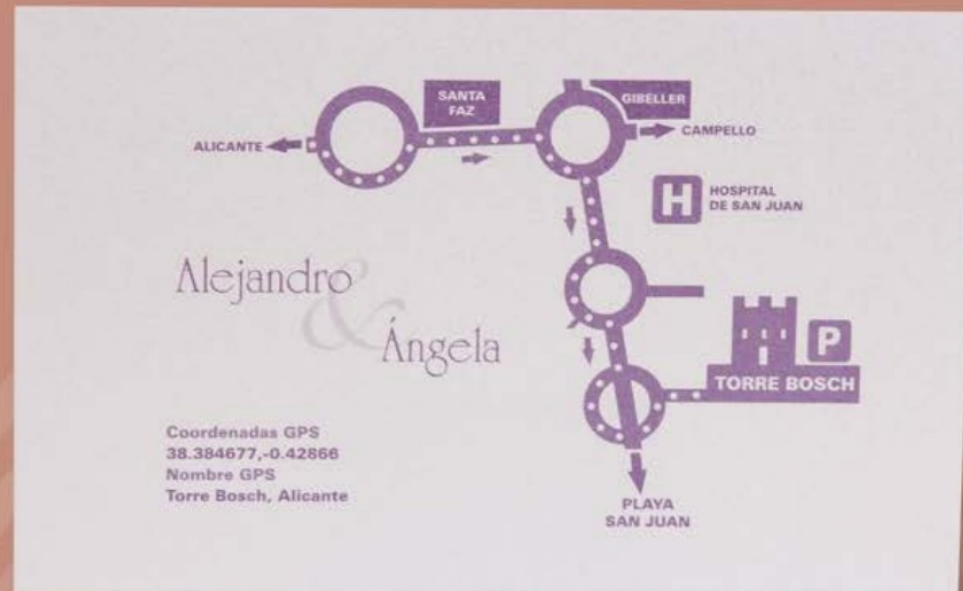 SANTA
FAZ
GIBELLER
ALICANTE
CAMPELLO
H
HOSPITAL
DE SAN JUAN
Alejandro
&
Ángela
P
TORRE BOSCH
Coordenadas GPS
38.384677,-0.42866
Nombre GPS
Torre Bosch, Alicante
PLAYA
SAN JUAN